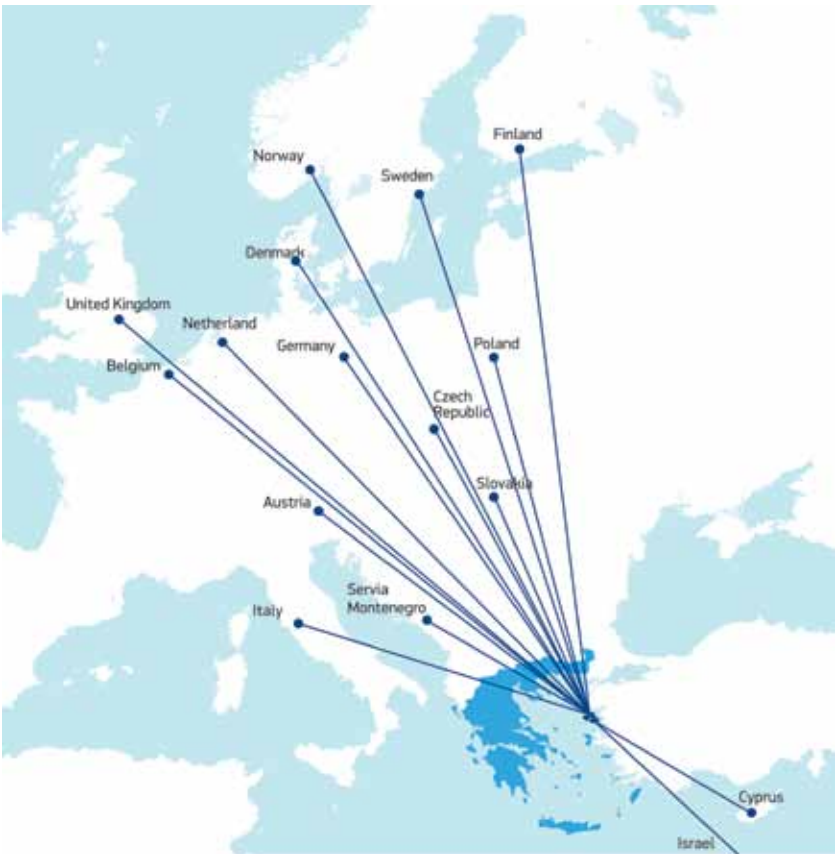 Finland
Norway
Sweden
Denmark
United Kingdom
Netherland
Germany
Poland
Belgium
Czech
Republic
Slovakia
Austria
Servia
Montenegro
Italy
Cyprus
Israel